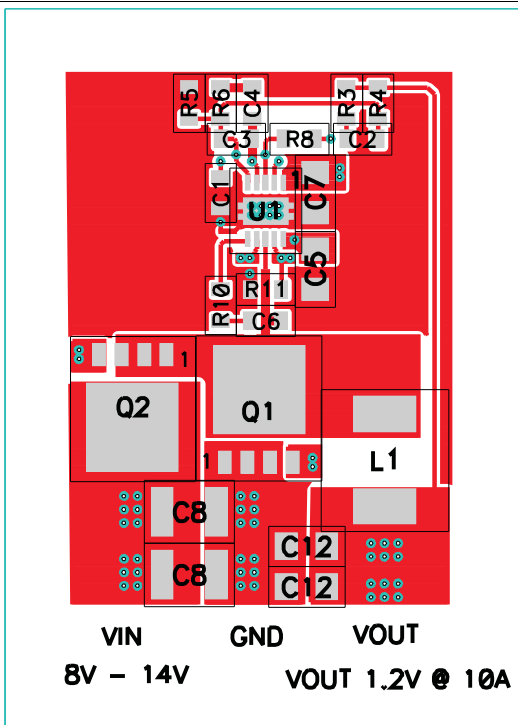 R5 R6 C4 R3 R4
C3 R8 C2
C1 U1 1 C7
C5
R10 R11
C6
1
Q2 Q1
1 L1
C8 C12
C8 C12
VIN GND VOUT
8V - 14V VOUT 1.2V @ 10A